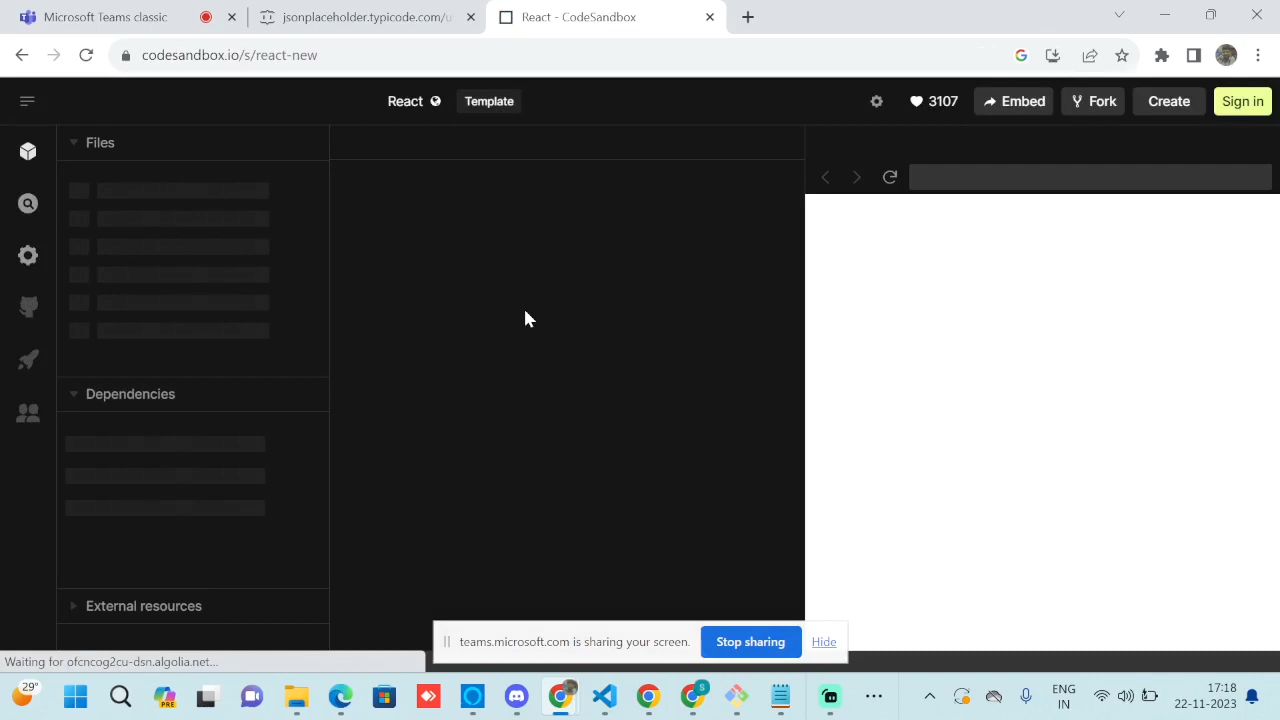 Microsoft Teams classic
jsonplaceholder.typicode.com/u
React - CodeSandbox
codesandbox.io/s/react-new
React
Template
3107
Embed
Fork
Create
Sign in
Files
Dependencies
External resources
teams.microsoft.com is sharing your screen.
Stop sharing
Hide
Waiting for ofcncog2cu-dsn.algolia.net...
29°
PRE
S
ENG
IN
17:18
22-11-2023